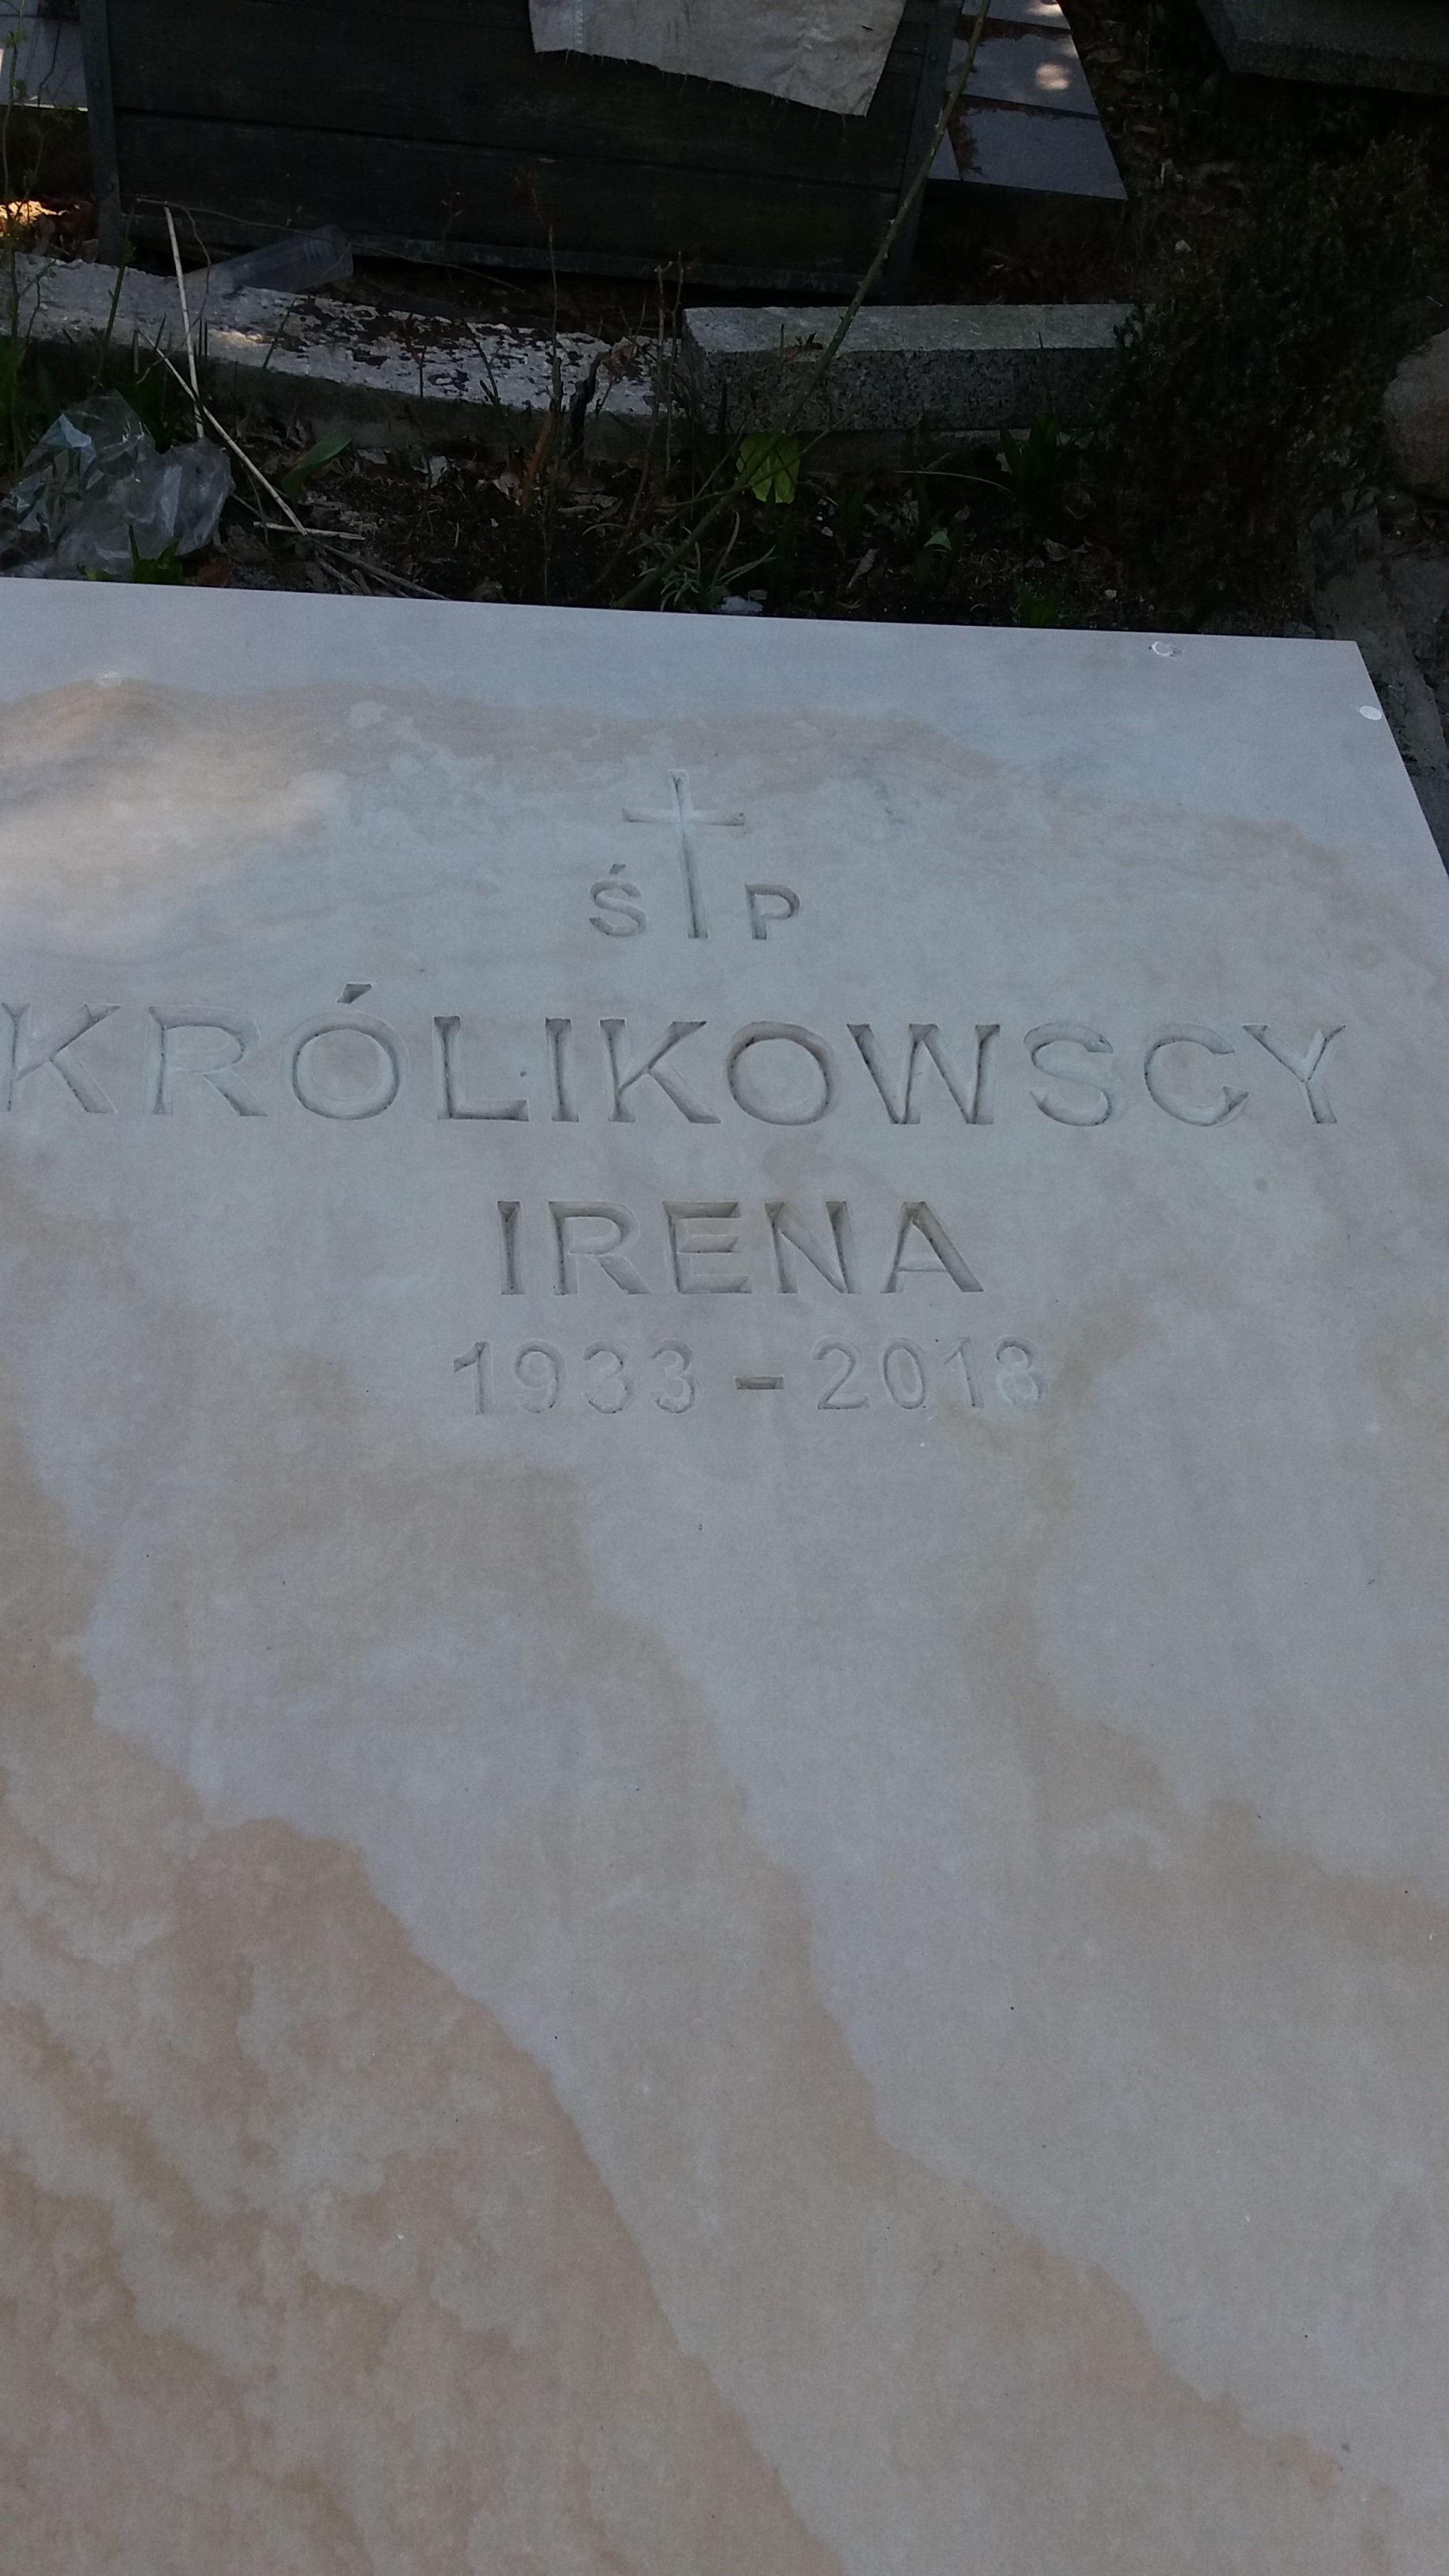 Ś P
KRÓLIKOWSCY
IRENA
1933 - 2018